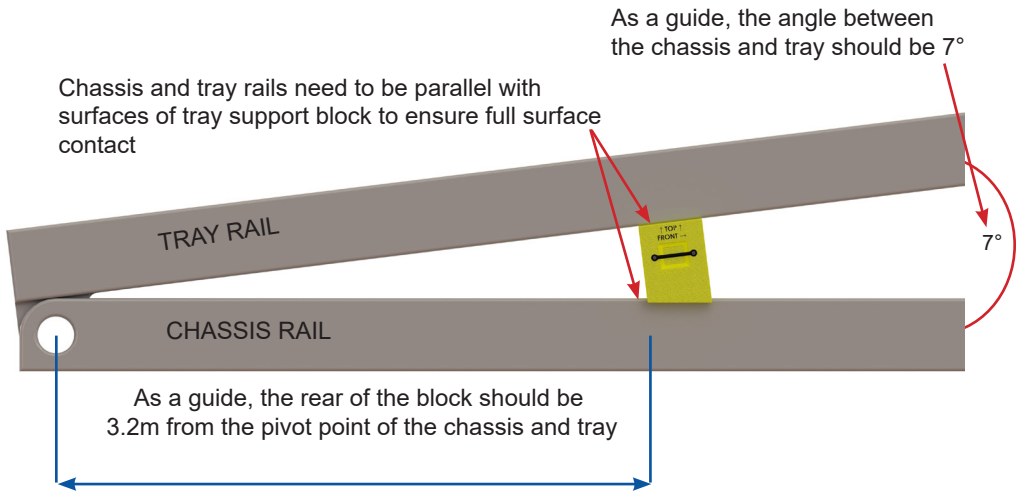 As a guide, the angle between
the chassis and tray should be 7°
Chassis and tray rails need to be parallel with
surfaces of tray support block to ensure full surface
contact
TRAY RAIL
↑ TOP ↑
FRONT →
7°
CHASSIS RAIL
As a guide, the rear of the block should be
3.2m from the pivot point of the chassis and tray